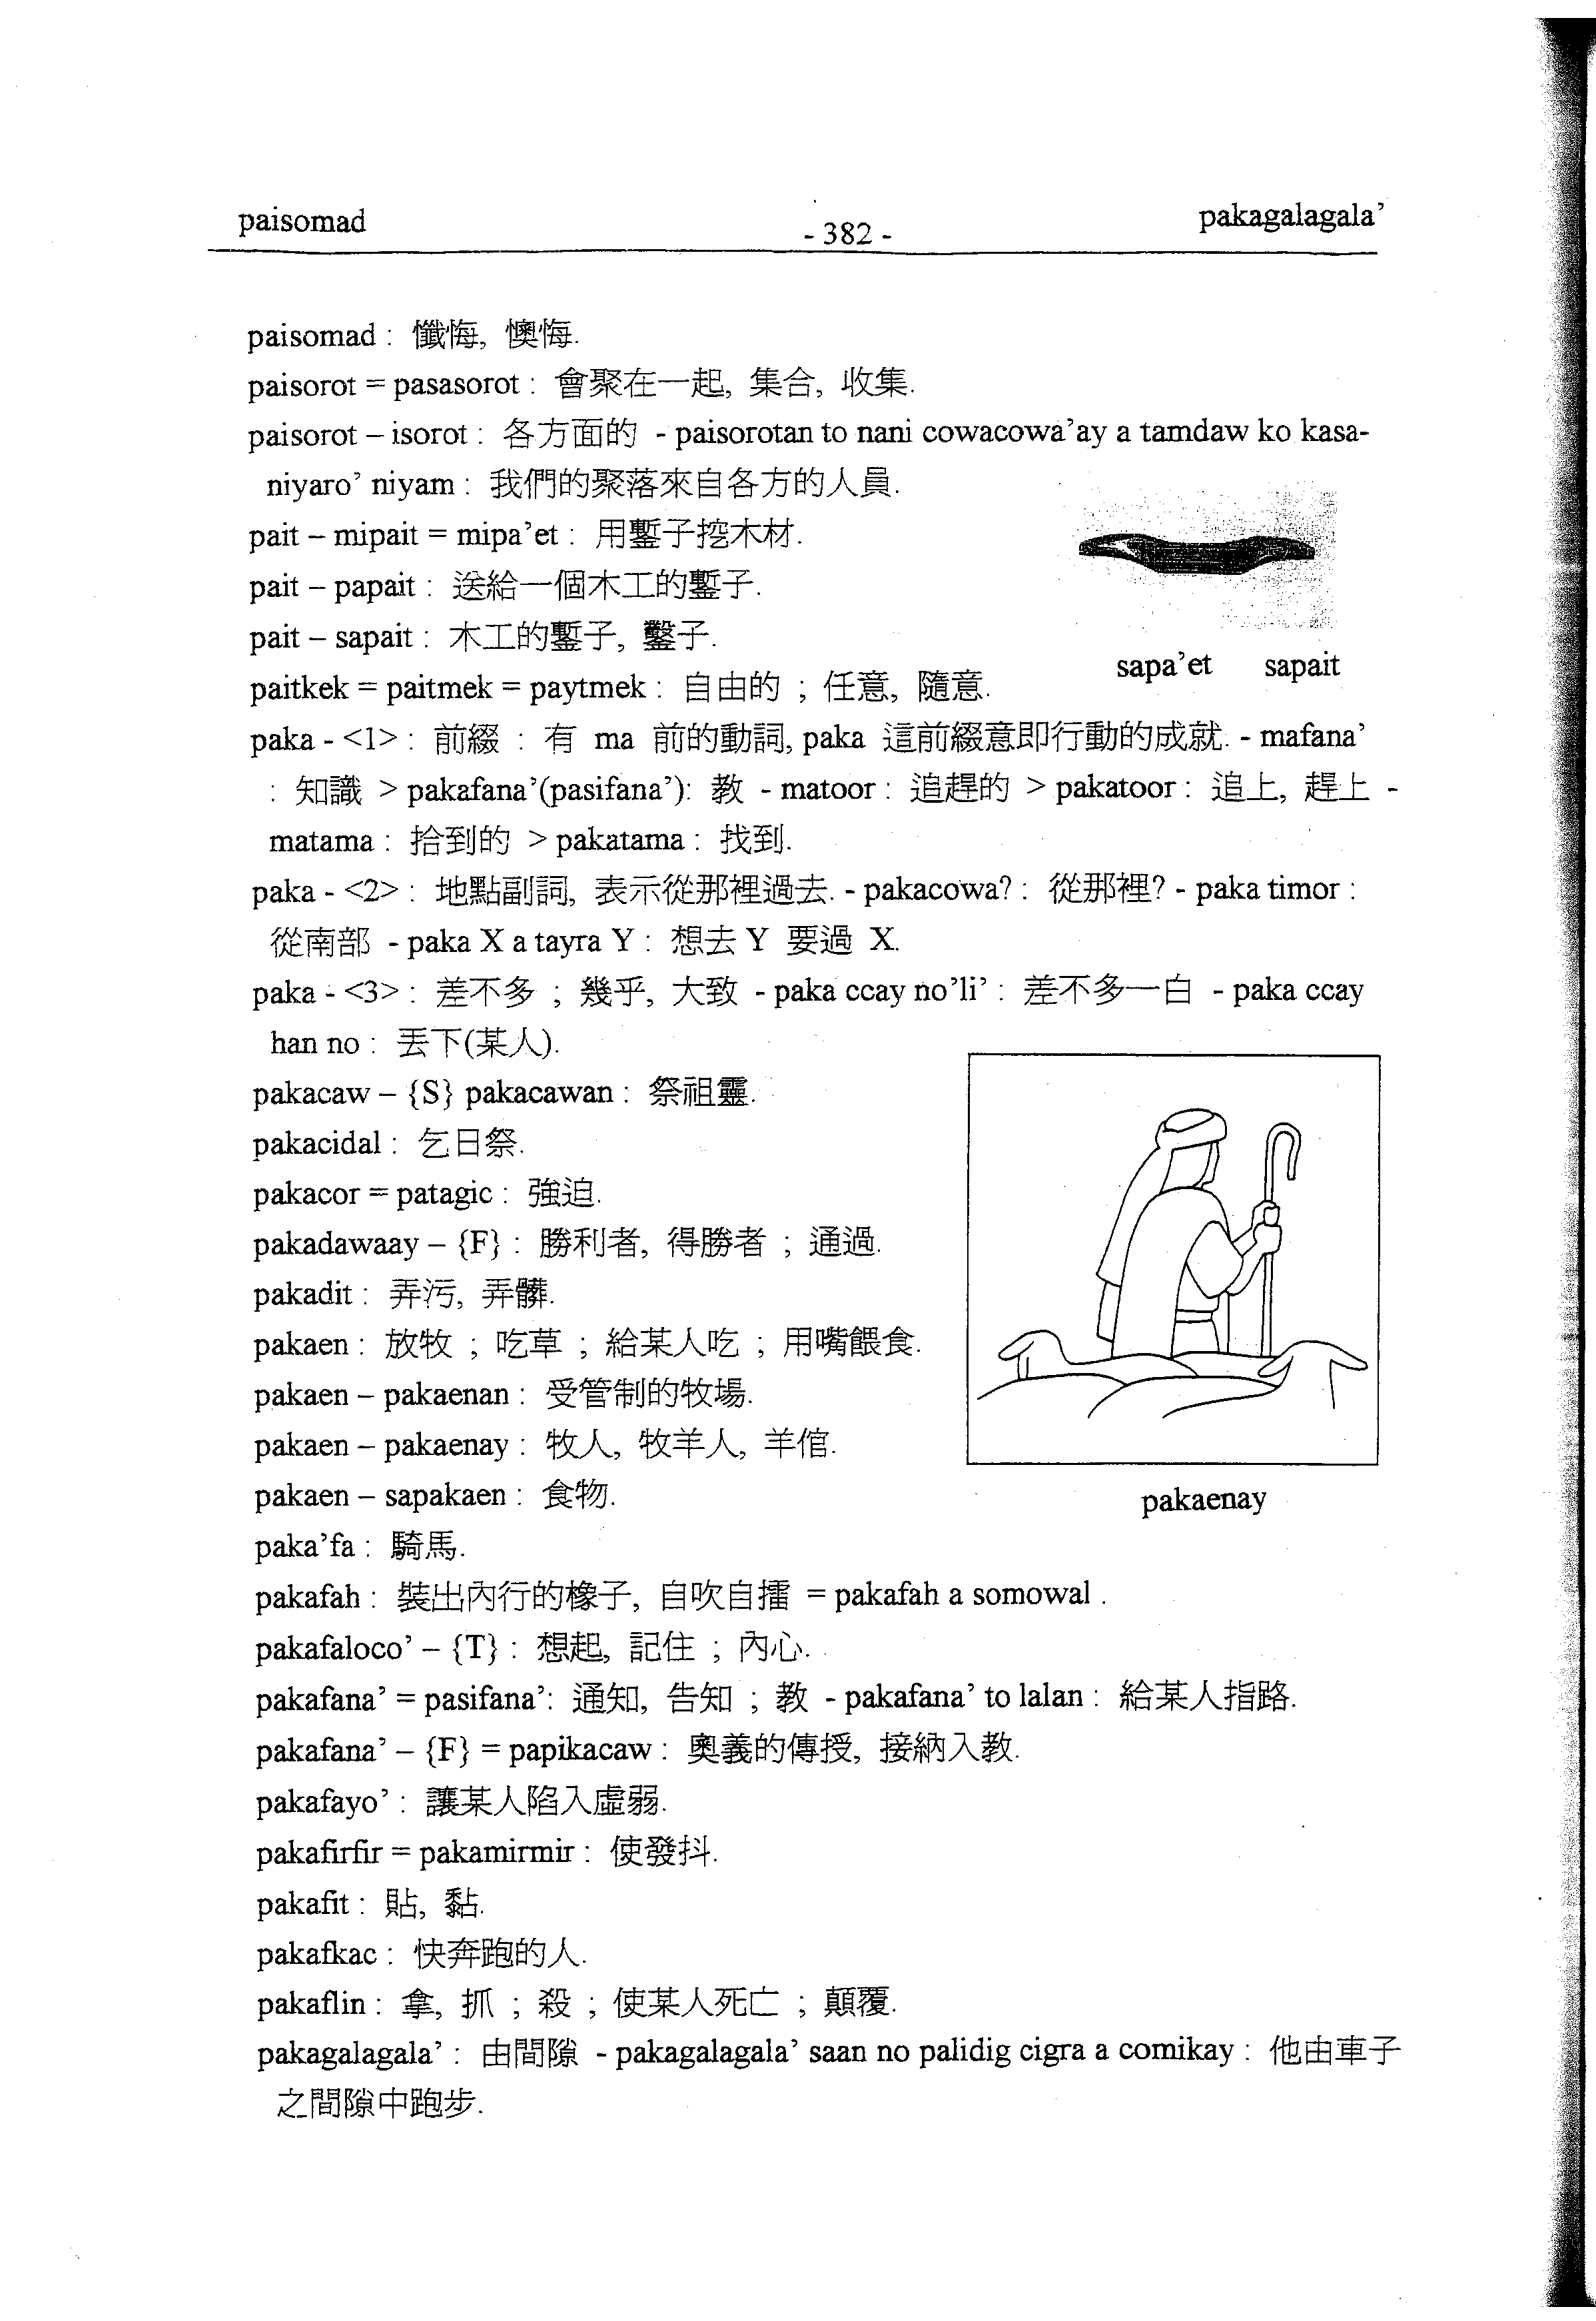 paisomad
- 382 -
pakagalagala’
paisomad : 懺悔, 懊悔.
paisorot = pasasorot : 會聚在一起, 集合, 收集.
paisorot – isorot : 各方面的 - paisorotan to nani cowacowa’ay a tamdaw ko kasa-
niyaro’ niyam : 我們的聚落來自各方的人員.
pait – mipait = mipa’et : 用鏨子挖木材.
pait – papait : 送給一個木工的鏨子.
pait – sapait : 木工的鏨子, 鑿子.
sapa’et sapait
paitkek = paitmek = paytmek : 自由的 ; 任意, 隨意.
paka - <1> : 前綴 : 有 ma 前的動詞, paka 這前綴意即行動的成就. - mafana’
: 知識 > pakafana’(pasifana’): 教 - matoor : 追趕的 > pakatoor : 追上, 趕上 -
matama : 拾到的 > pakatama : 找到.
paka - <2> : 地點副詞, 表示從那裡過去. - pakacowa? : 從那裡? - paka timor :
從南部 - paka X a tayra Y : 想去 Y 要過 X.
paka - <3> : 差不多 ; 幾乎, 大致 - paka ccay no’li’ : 差不多一白 - paka ccay
han no : 丟下(某人).
pakacaw – {S} pakacawan : 祭祖靈.
pakacidal : 乞日祭.
pakacor = patagic : 強迫.
pakadawaay – {F} : 勝利者, 得勝者 ; 通過.
pakadit : 弄污, 弄髒.
pakaen : 放牧 ; 吃草 ; 給某人吃 ; 用嘴餵食.
pakaen – pakaenan : 受管制的牧場.
pakaen – pakaenay : 牧人, 牧羊人, 羊倌.
pakaen – sapakaen : 食物.
pakaenay
paka’fa : 騎馬.
pakafah : 裝出內行的橡子, 自吹自擂 = pakafah a somowal .
pakafaloco’ – {T} : 想起, 記住 ; 內心.
pakafana’ = pasifana’: 通知, 告知 ; 教 - pakafana’ to lalan : 給某人指路.
pakafana’ – {F} = papikacaw : 奧義的傳授, 接納入教.
pakafayo’ : 讓某人陷入虛弱.
pakafirfir = pakamirmir : 使發抖.
pakafit : 貼, 黏.
pakafkac : 快奔跑的人.
pakaflin : 拿, 抓 ; 殺 ; 使某人死亡 ; 顛覆.
pakagalagala’ : 由間隙 - pakagalagala’ saan no palidig cigra a comikay : 他由車子
之間隙中跑步.